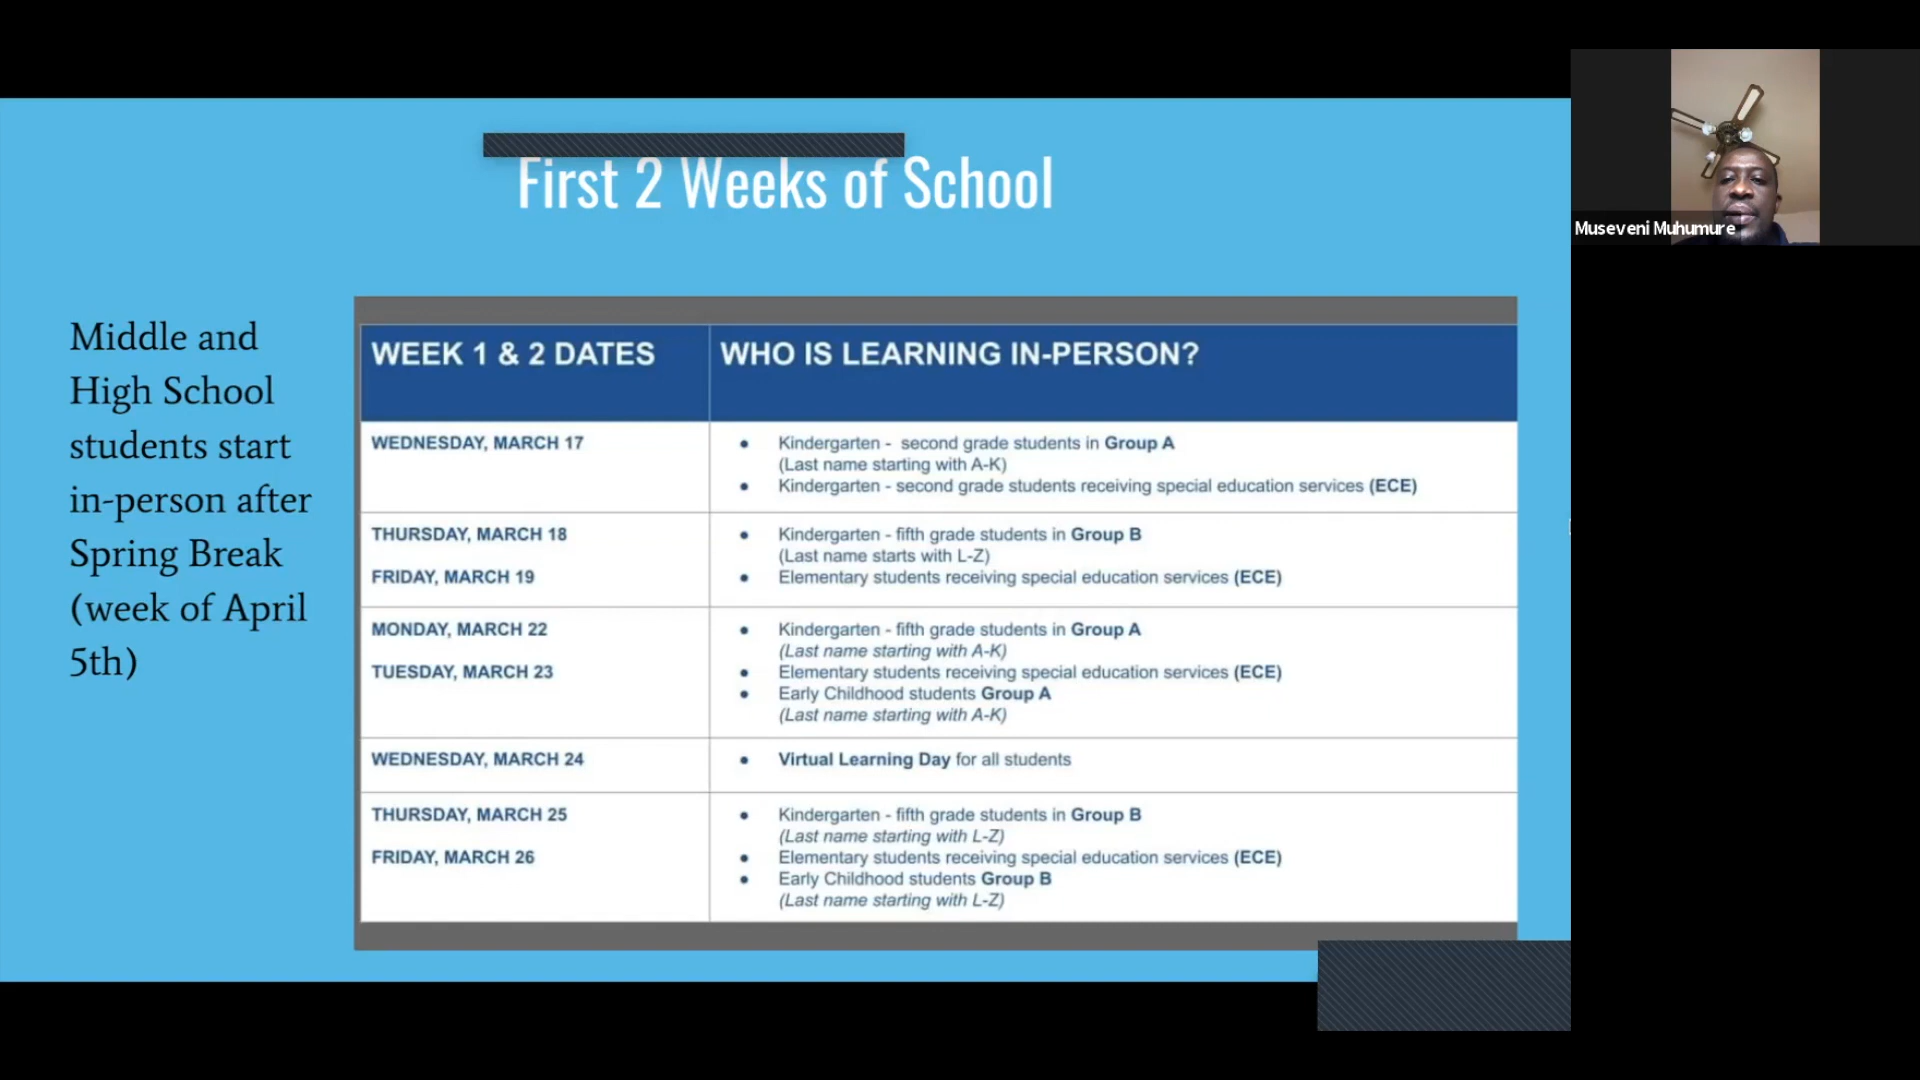 First 2 Weeks of School
Middle and
High School
students start
in-person after
Spring Break
(week of April
5th)
WEEK 1 & 2 DATES
WHO IS LEARNING IN-PERSON?
WEDNESDAY, MARCH 17
● Kindergarten - second grade students in Group A
(Last name starting with A-K)
● Kindergarten - second grade students receiving special education services (ECE)
THURSDAY, MARCH 18
FRIDAY, MARCH 19
● Kindergarten - fifth grade students in Group B
(Last name starts with L-Z)
● Elementary students receiving special education services (ECE)
MONDAY, MARCH 22
TUESDAY, MARCH 23
● Kindergarten - fifth grade students in Group A
(Last name starting with A-K)
● Elementary students receiving special education services (ECE)
● Early Childhood students Group A
(Last name starting with A-K)
WEDNESDAY, MARCH 24
● Virtual Learning Day for all students
THURSDAY, MARCH 25
FRIDAY, MARCH 26
● Kindergarten - fifth grade students in Group B
(Last name starting with L-Z)
● Elementary students receiving special education services (ECE)
● Early Childhood students Group B
(Last name starting with L-Z)
Museveni Muhumure